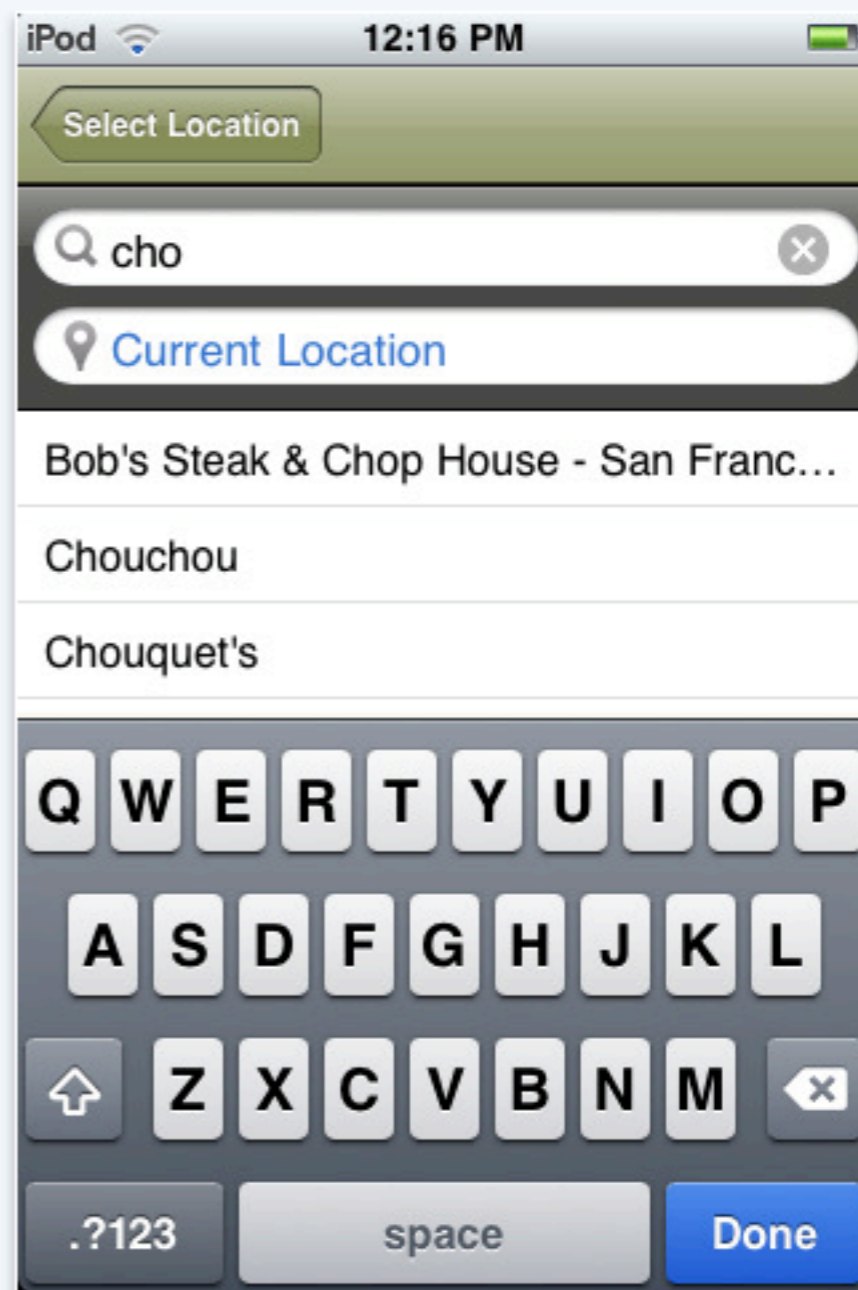 iPod 12:16 PM
Select Location
cho
Current Location
Bob's Steak & Chop House - San Franc...
Chouchou
Chouquet's
Q W E R T Y U I O P
A S D F G H J K L
Z X C V B N M
.?123 space Done